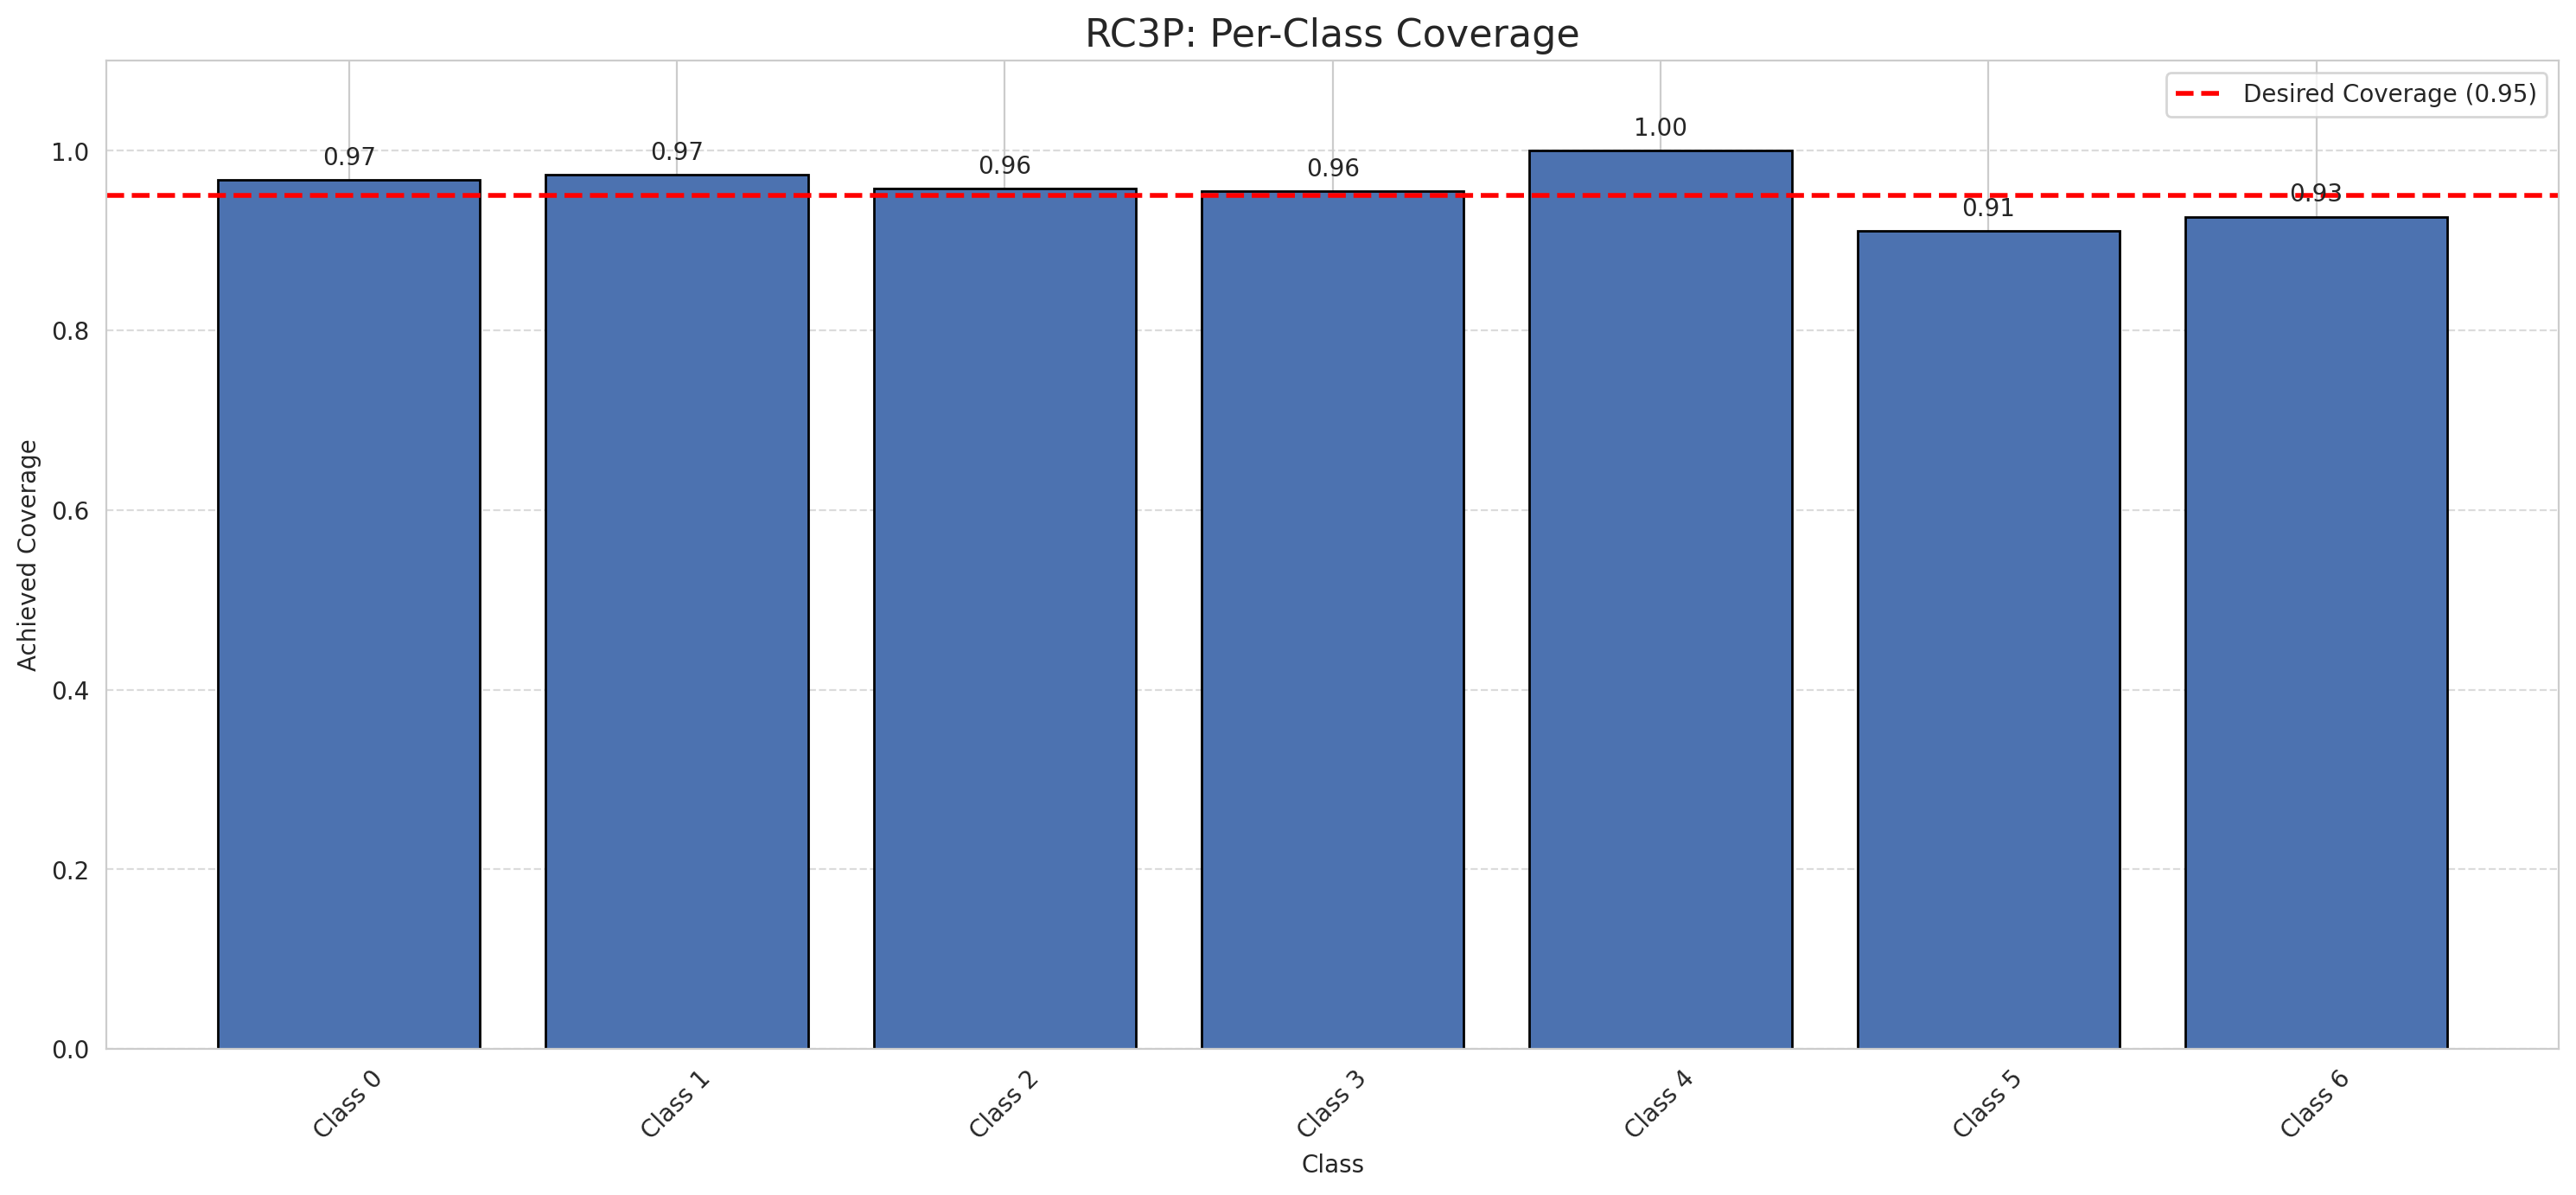 RC3P: Per-Class Coverage
Desired Coverage (0.95)
Achieved Coverage
1.0
0.8
0.6
0.4
0.2
0.0
0.97
0.97
0.96
0.96
1.00
0.91
0.93
Class 0
Class 1
Class 2
Class 3
Class 4
Class 5
Class 6
Class